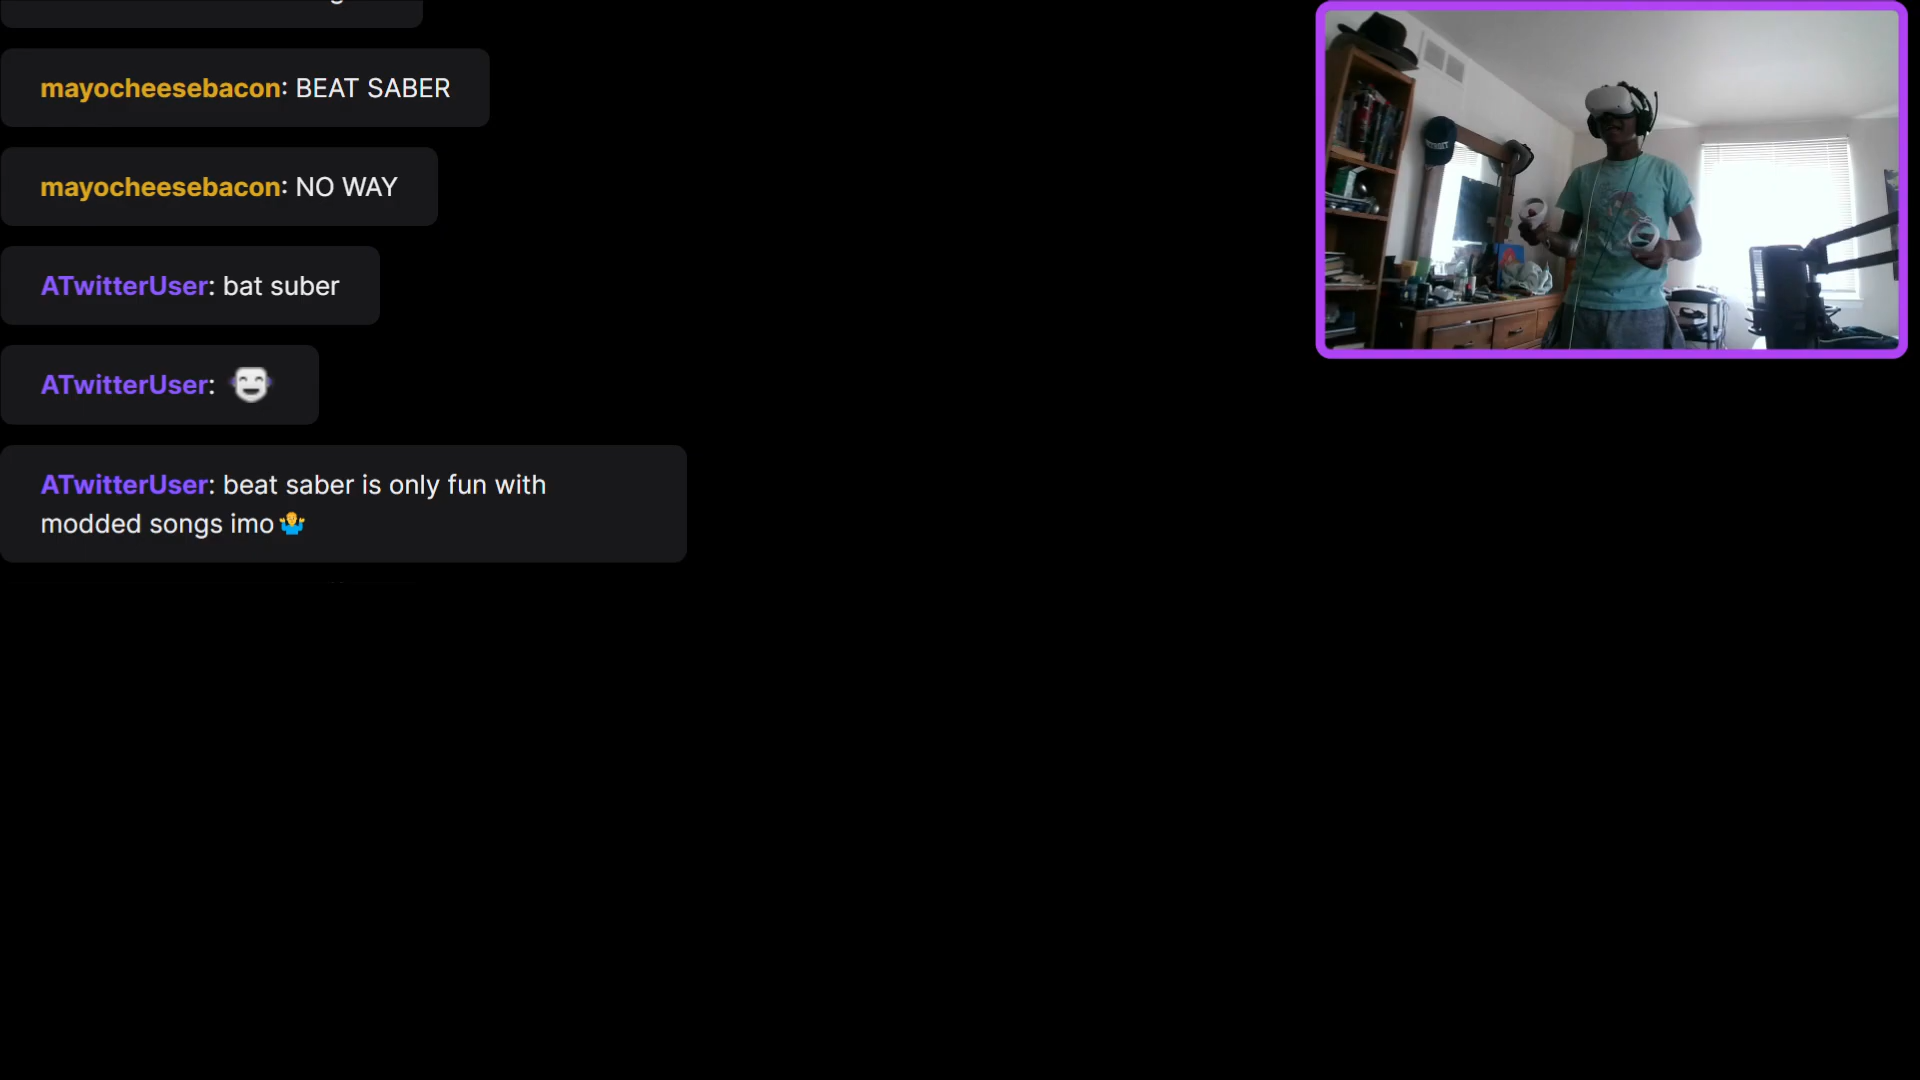 mayocheesebacon: BEAT SABER
mayocheesebacon: NO WAY
ATwitterUser: bat suber
ATwitterUser:
ATwitterUser: beat saber is only fun with
modded songs imo🤷
DETROIT